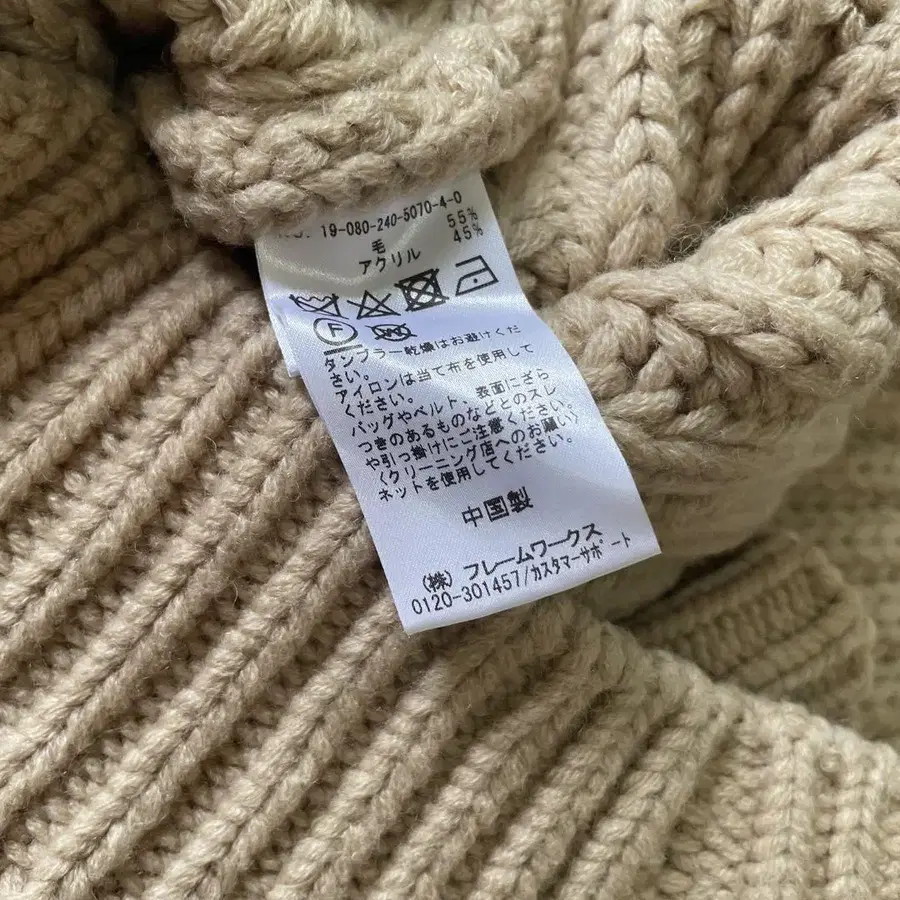 19-080-240-5070-4-0
毛 55%
アクリル 45%
F
W
タンブラー乾燥はお避けくだ
さい。
アイロンは当て布を使用して
ください。
バッグやベルト、表面にざら
つきのあるものなどとのスレ
や引っ掛けにご注意ください。
〈クリーニング店へのお願い〉
ネットを使用してください。
中国製
(株) フレームワークス
0120-301457/カスタマーサポート